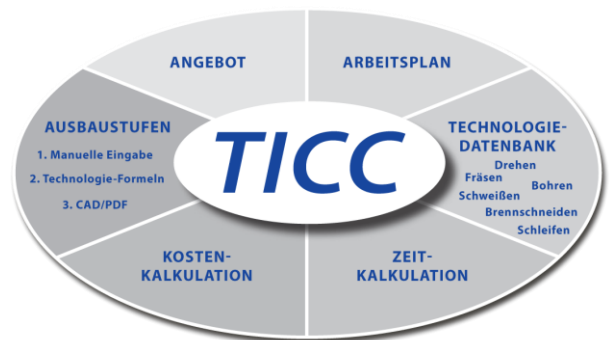 ANGEBOT
ARBEITSPLAN
AUSBAUSTUFEN
1. Manuelle Eingabe
2. Technologie-Formeln
3. CAD/PDF
TICC
TECHNOLOGIE-
DATENBANK
Drehen
Fräsen
Bohren
Schweißen
Brennschneiden
Schleifen
KOSTEN-
KALKULATION
ZEIT-
KALKULATION